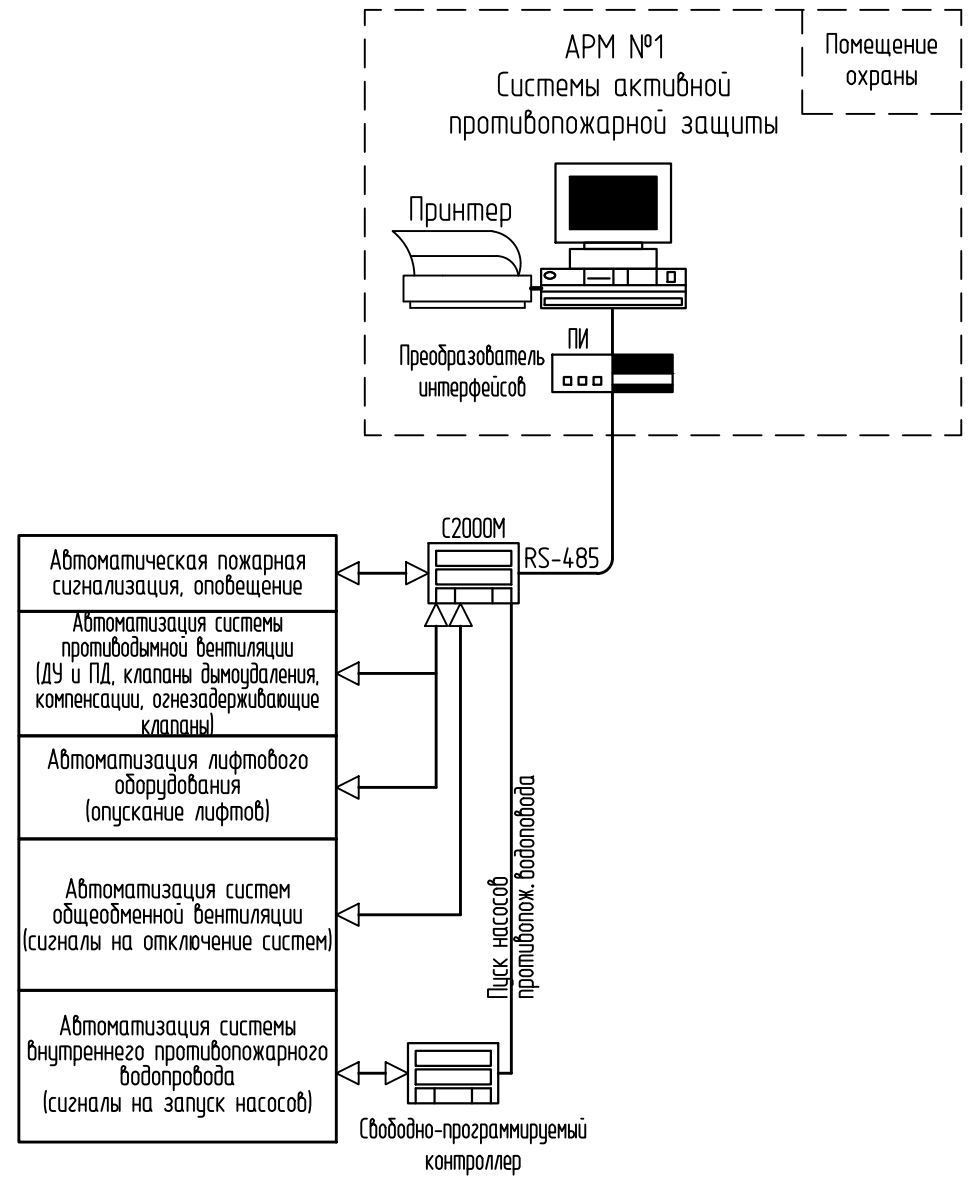 АРМ №1
Системы активной
противопожарной защиты
Помещение
охраны
Принтер
ПИ
Преобразователь
интерфейсов
С2000М
RS-485
Автоматическая пожарная
сигнализация, оповещение
Автоматизация системы
противодымной вентиляции
(ДУ и ПД, клапаны дымоудаления,
компенсации, огнезадерживающие
клапаны)
Автоматизация лифтового
оборудования
(опускание лифтов)
Автоматизация систем
общеобменной вентиляции
(сигналы на отключение систем)
Пуск насосов
противопож. водоповода
Автоматизация системы
внутреннего противопожарного
водопровода
(сигналы на запуск насосов)
Свободно-программируемый
контроллер